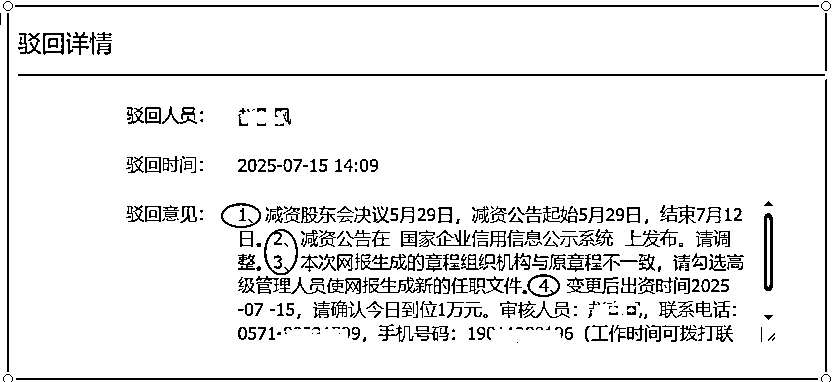 驳回详情
驳回人员：
驳回时间： 2025-07-15 14:09
驳回意见： 1、减资股东会决议5月29日，减资公告起始5月29日，结束7月12
日。2、减资公告在 国家企业信用信息公示系统 上发布。请调
整。3、本次网报生成的章程组织机构与原章程不一致，请勾选高
级管理人员使网报生成新的任职文件。4、变更后出资时间2025
-07 -15，请确认今日到位1万元。审核人员：，联系电话：
0571- 手机号码： （工作时间可拨打联